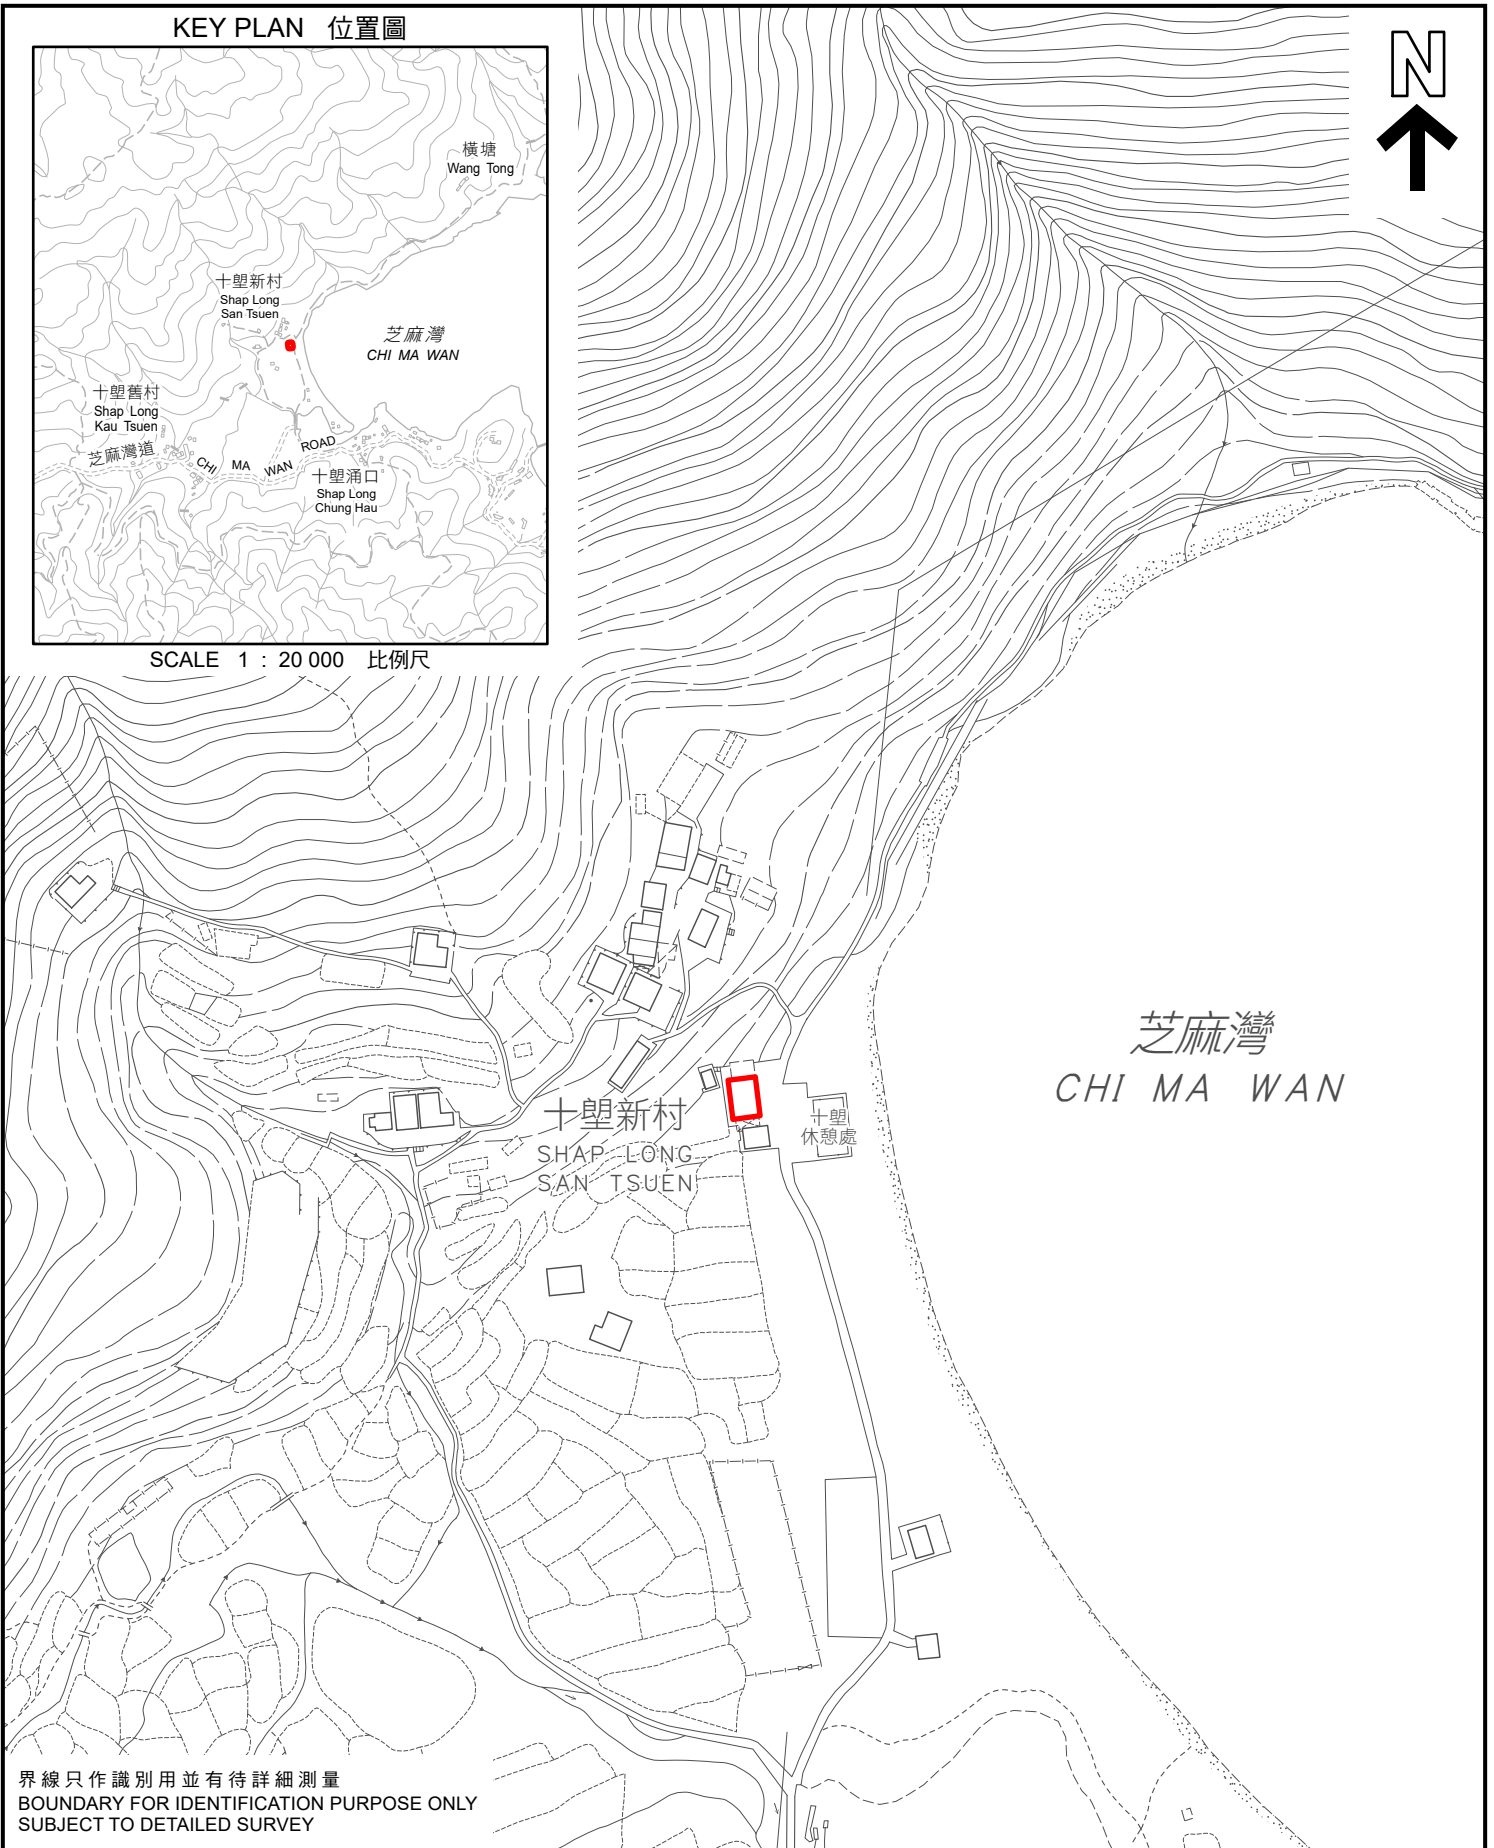 KEY PLAN 位置圖
N
橫塘
Wang Tong
十塱新村
Shap Long
San Tsuen
芝麻灣
CHI MA WAN
十塱舊村
Shap Long
Kau Tsuen
芝麻灣道
CHI MA WAN ROAD
十塱涌口
Shap Long
Chung Hau
SCALE 1 : 20 000 比例尺
芝麻灣
CHI MA WAN
十塱新村
SHAP LONG
SAN TSUEN
十塱
休憩處
界線只作識別用並有待詳細測量
BOUNDARY FOR IDENTIFICATION PURPOSE ONLY
SUBJECT TO DETAILED SURVEY